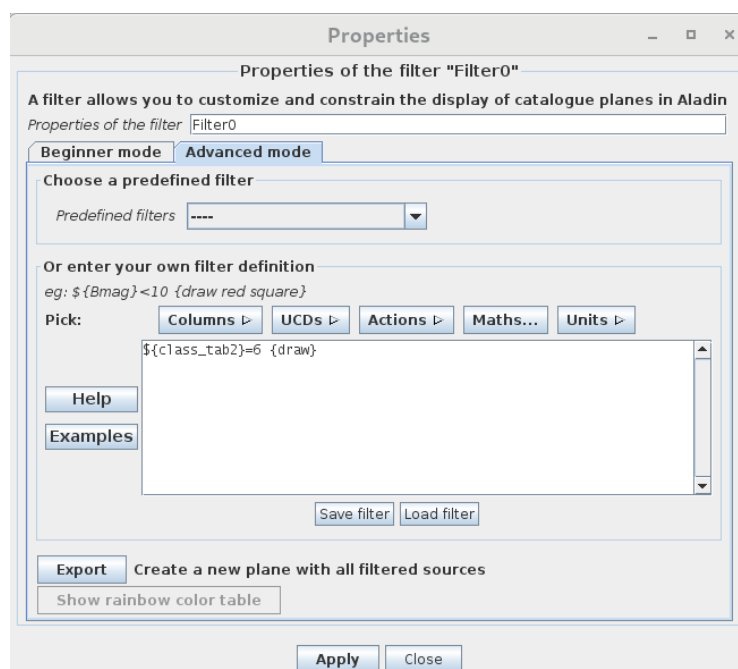 Properties
Properties of the filter "Filter0"
A filter allows you to customize and constrain the display of catalogue planes in Aladin
Properties of the filter Filter0
Beginner mode Advanced mode
Choose a predefined filter
Predefined filters ----
Or enter your own filter definition
eg: ${Bmag}<10 {draw red square}
Pick: Columns UCDs Actions Maths... Units
${class_tab2}=6 {draw}
Help
Examples
Save filter Load filter
Export Create a new plane with all filtered sources
Show rainbow color table
Apply Close